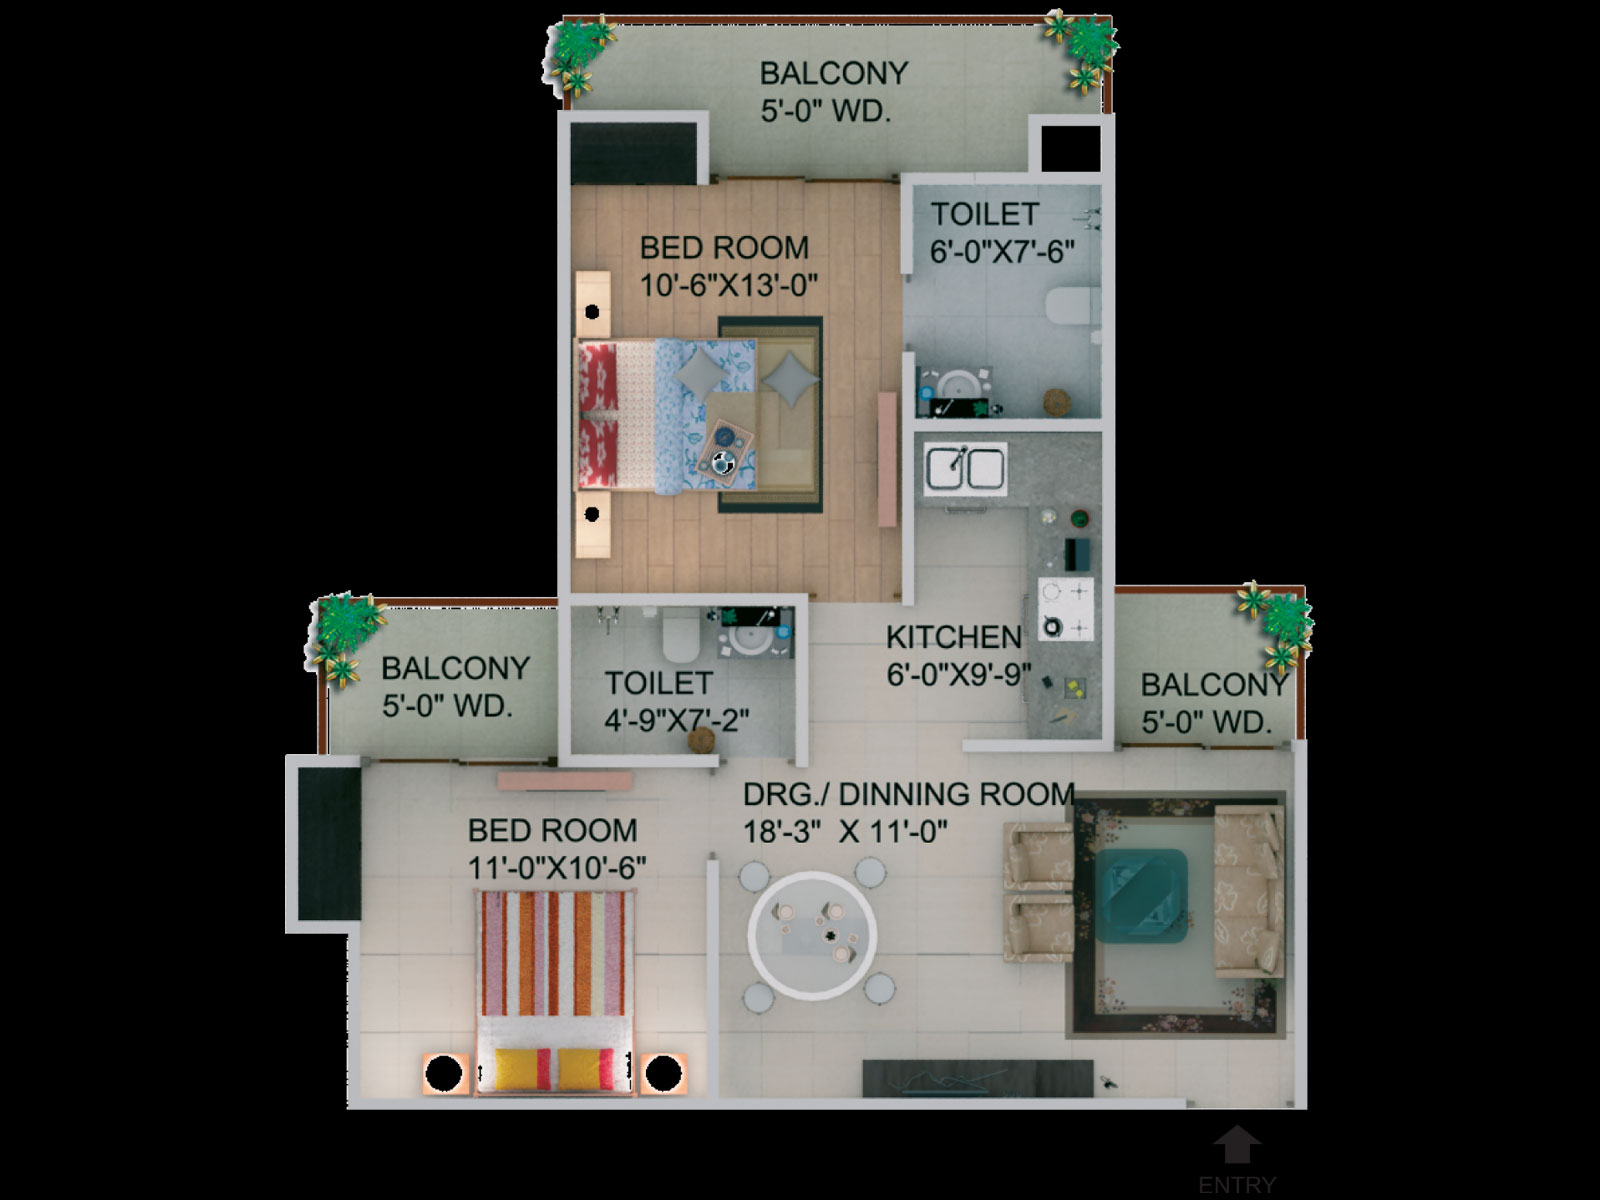 BALCONY
5'-0" WD.
TOILET
6'-0"X7'-6"
BED ROOM
10'-6"X13'-0"
KITCHEN
6'-0"X9'-9"
BALCONY
5'-0" WD.
TOILET
4'-9"X7'-2"
BALCONY
5'-0" WD.
DRG./ DINNING ROOM
18'-3" X 11'-0"
BED ROOM
11'-0"X10'-6"
ENTRY